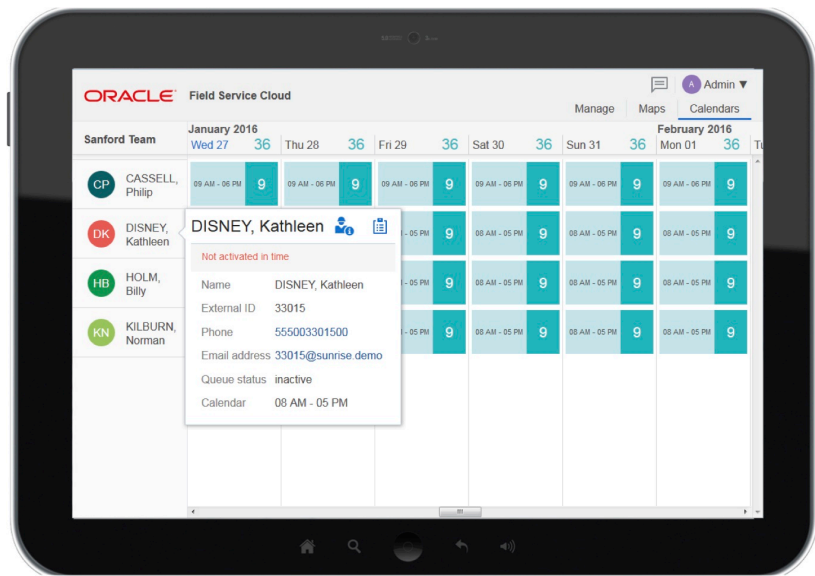 ORACLE Field Service Cloud
A Admin ▼
Manage Maps Calendars
Sanford Team
January 2016
February 2016
Wed 27 36 Thu 28 36 Fri 29 36 Sat 30 36 Sun 31 36 Mon 01 36
CP CASSELL, Philip
09 AM - 06 PM 9 09 AM - 06 PM 9 09 AM - 06 PM 9 09 AM - 06 PM 9 09 AM - 06 PM 9 09 AM - 06 PM 9
DK DISNEY, Kathleen
- 05 PM 9 08 AM - 05 PM 9 08 AM - 05 PM 9 08 AM - 05 PM 9
HB HOLM, Billy
- 05 PM 9 08 AM - 05 PM 9 08 AM - 05 PM 9 08 AM - 05 PM 9
KN KILBURN, Norman
- 05 PM 9 08 AM - 05 PM 9 08 AM - 05 PM 9 08 AM - 05 PM 9
DISNEY, Kathleen
Not activated in time
Name DISNEY, Kathleen
External ID 33015
Phone 555003301500
Email address 33015@sunrise.demo
Queue status inactive
Calendar 08 AM - 05 PM